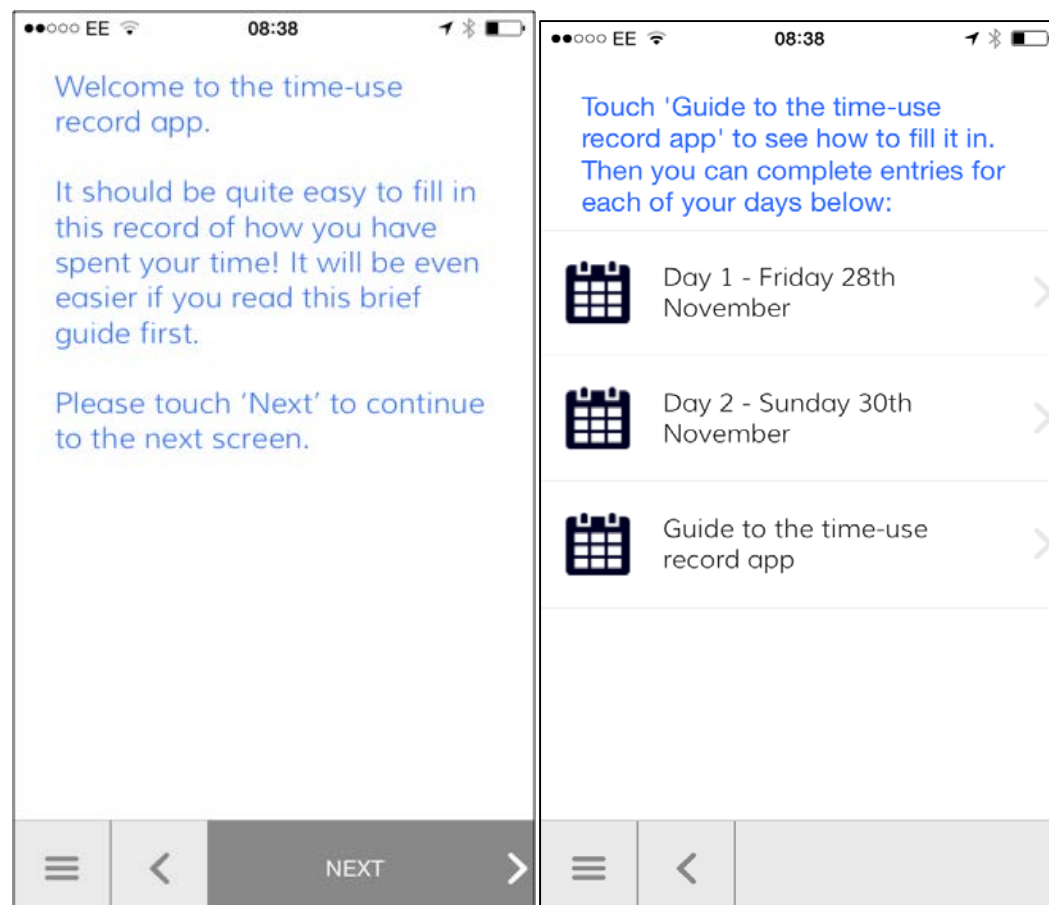 ●●○○○ EE 08:38
Welcome to the time-use
record app.
It should be quite easy to fill in
this record of how you have
spent your time! It will be even
easier if you read this brief
guide first.
Please touch ‘Next’ to continue
to the next screen.
NEXT
●●○○○ EE 08:38
Touch 'Guide to the time-use
record app' to see how to fill it in.
Then you can complete entries for
each of your days below:
Day 1 - Friday 28th
November
Day 2 - Sunday 30th
November
Guide to the time-use
record app